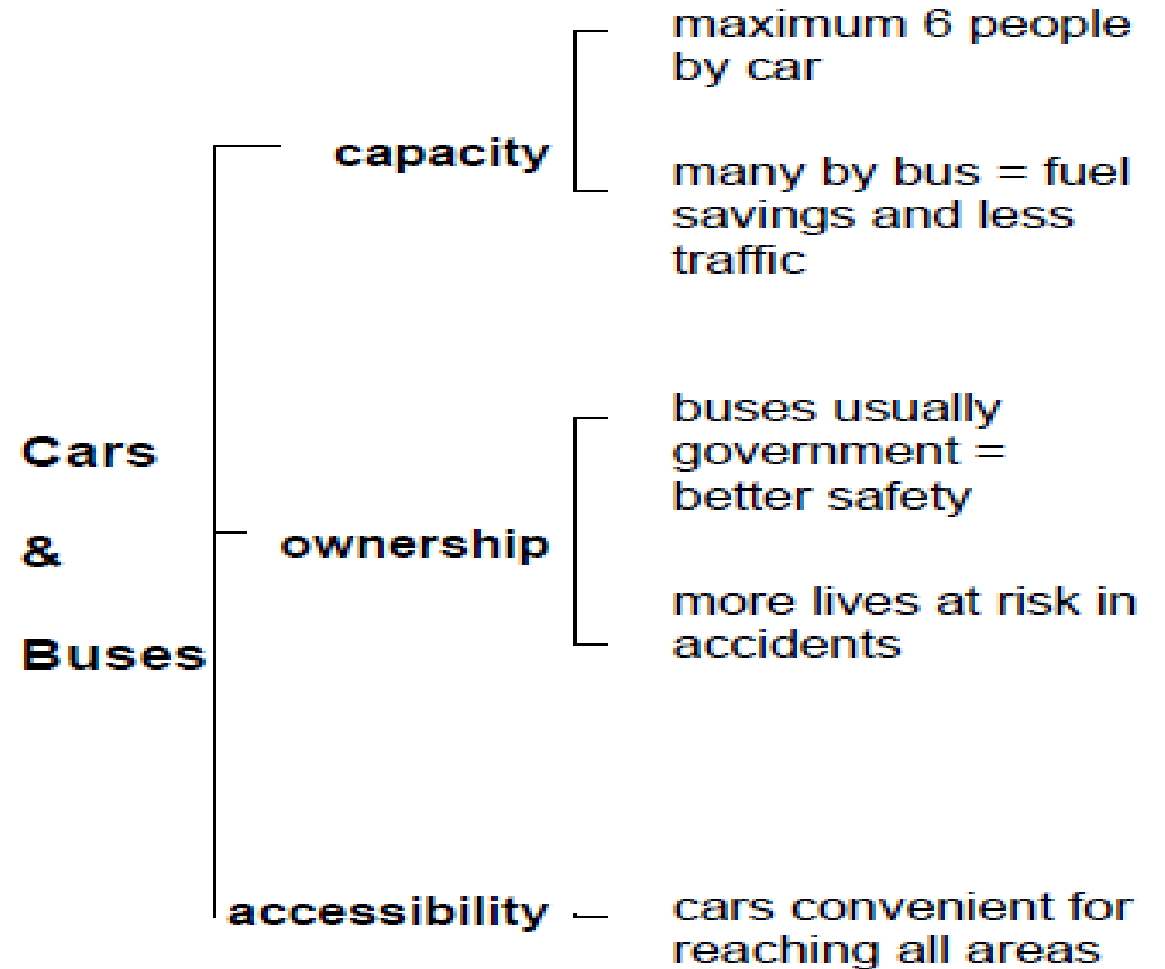 maximum 6 people
by car
capacity
many by bus = fuel
savings and less
traffic
buses usually
government =
better safety
Cars
&
Buses
ownership
more lives at risk in
accidents
accessibility
cars convenient for
reaching all areas